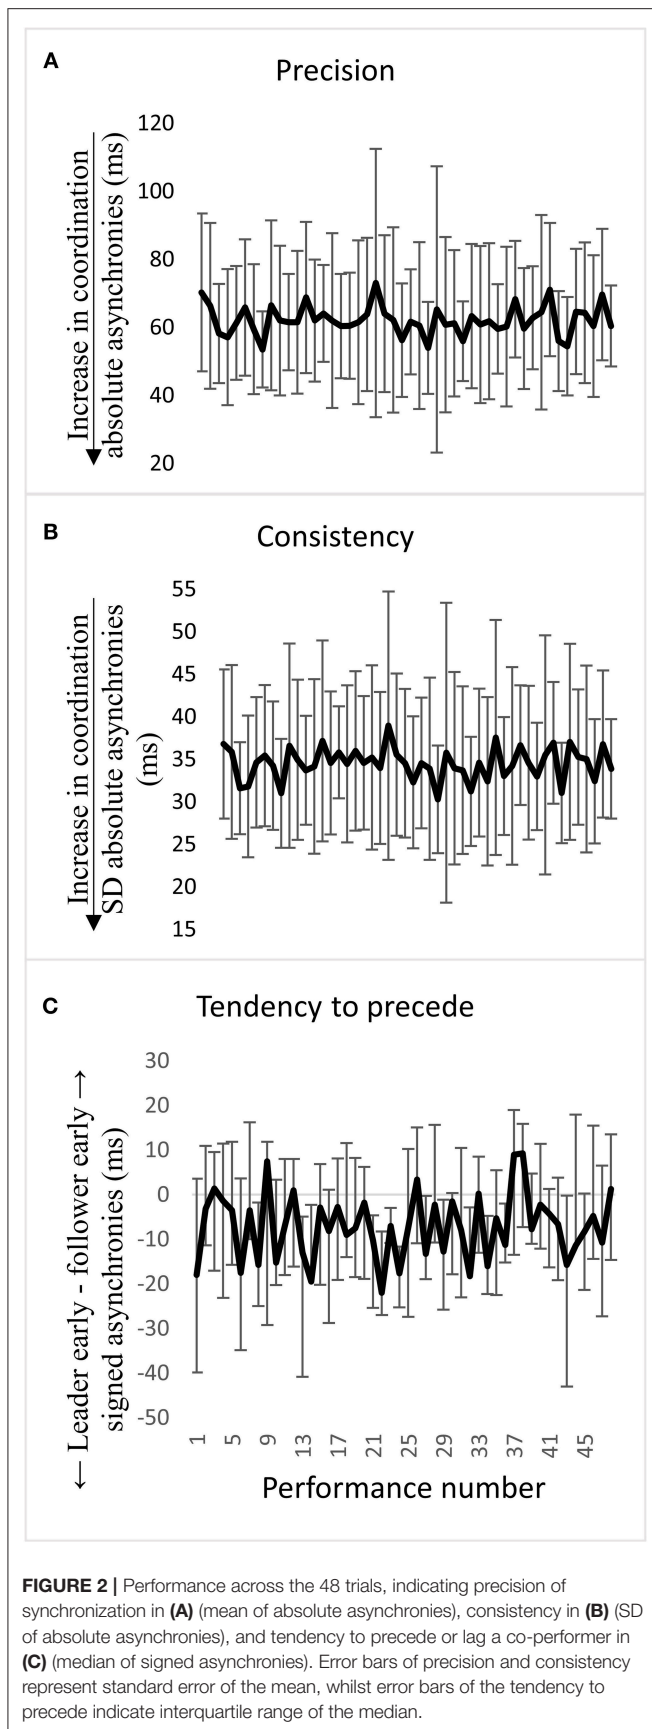 A
Precision
Increase in coordination
absolute asynchronies (ms)
120
100
80
60
40
20
B
Consistency
Increase in coordination
SD absolute asynchronies
(ms)
55
50
45
40
35
30
25
20
15
C
Tendency to precede
← Leader early - follower early →
signed asynchronies (ms)
30
20
10
0
-10
-20
-30
-40
-50
1 5 9 13 17 21 25 29 33 37 41 45
Performance number
FIGURE 2 | Performance across the 48 trials, indicating precision of
synchronization in (A) (mean of absolute asynchronies), consistency in (B) (SD
of absolute asynchronies), and tendency to precede or lag a co-performer in
(C) (median of signed asynchronies). Error bars of precision and consistency
represent standard error of the mean, whilst error bars of the tendency to
precede indicate interquartile range of the median.